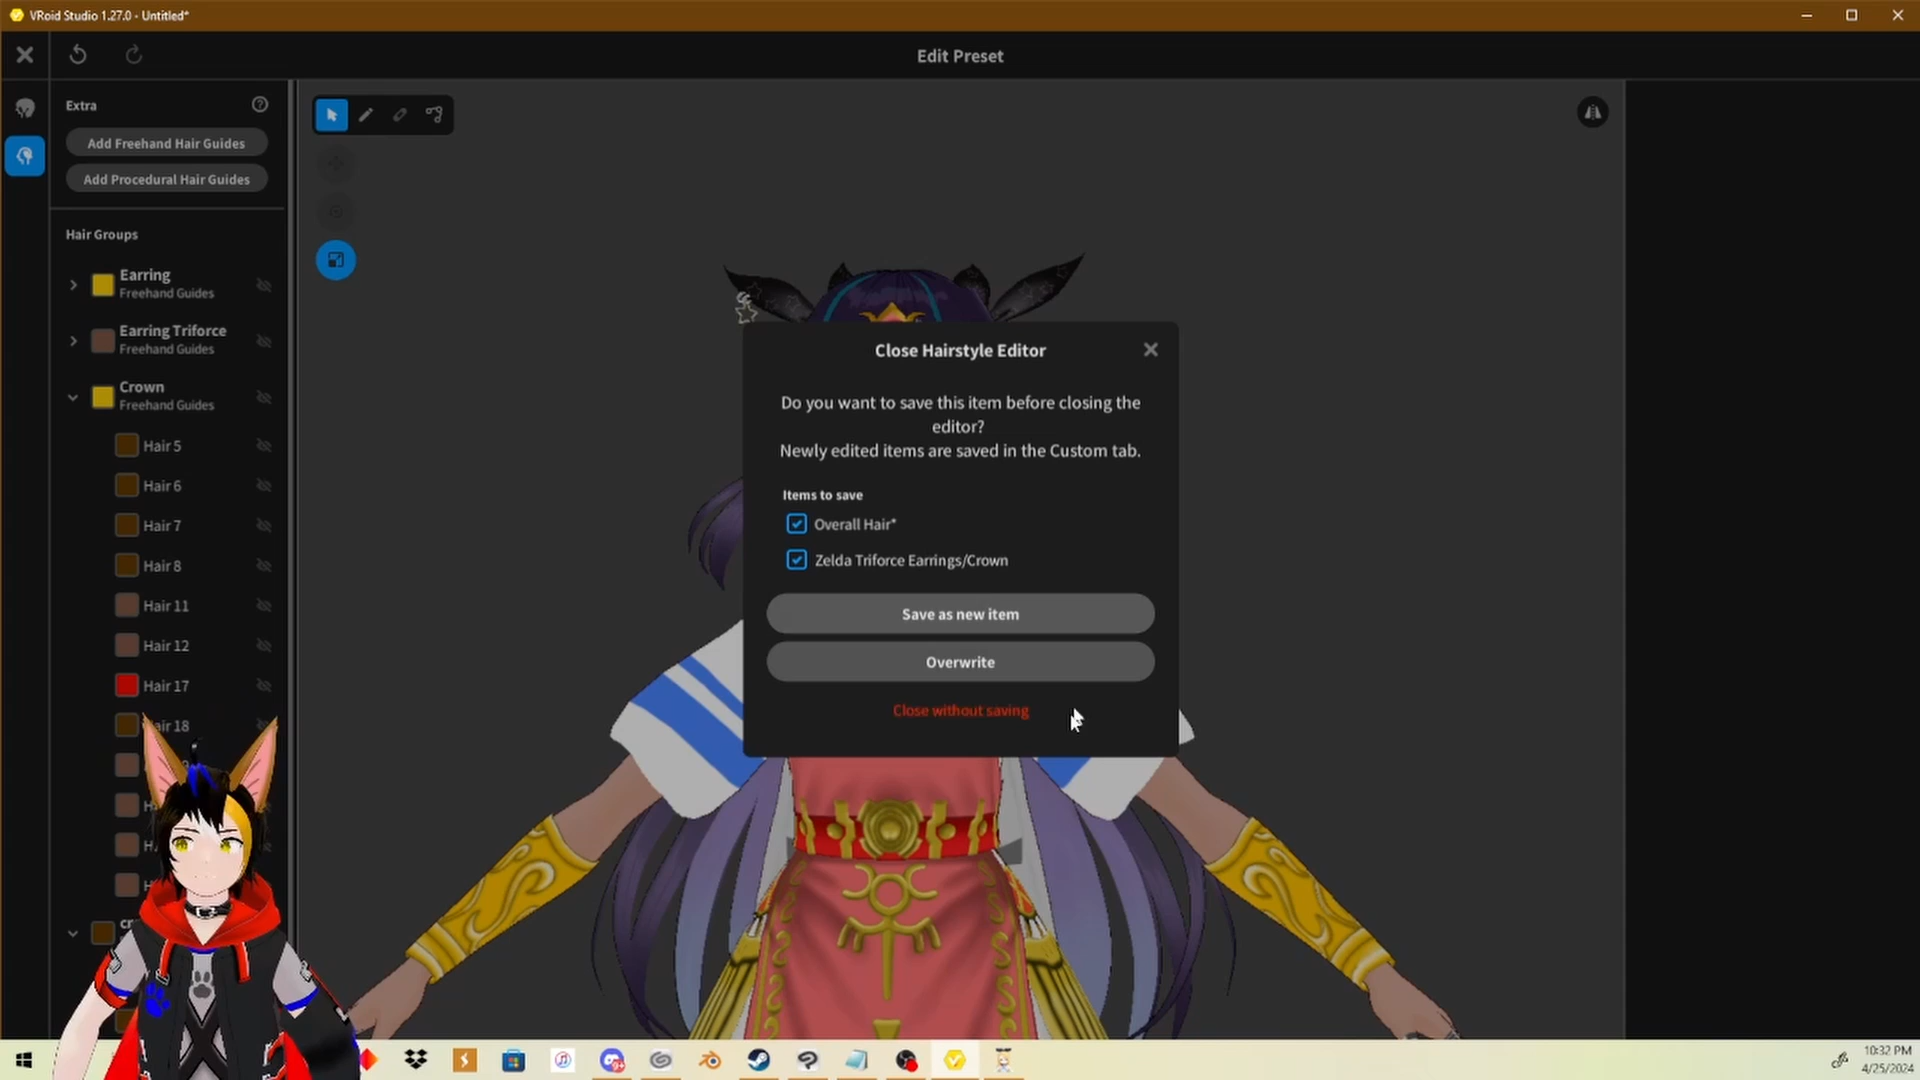 VRoid Studio 1.27.0 - Untitled*
Edit Preset
Extra
Add Freehand Hair Guides
Add Procedural Hair Guides
Hair Groups
Earring
Freehand Guides
Earring Triforce
Freehand Guides
Crown
Freehand Guides
Hair 5
Hair 6
Hair 7
Hair 8
Hair 11
Hair 12
Hair 17
Hair 18
Close Hairstyle Editor
Do you want to save this item before closing the
editor?
Newly edited items are saved in the Custom tab.
Items to save
Overall Hair*
Zelda Triforce Earrings/Crown
Save as new item
Overwrite
Close without saving
10:32 PM
4/25/2024